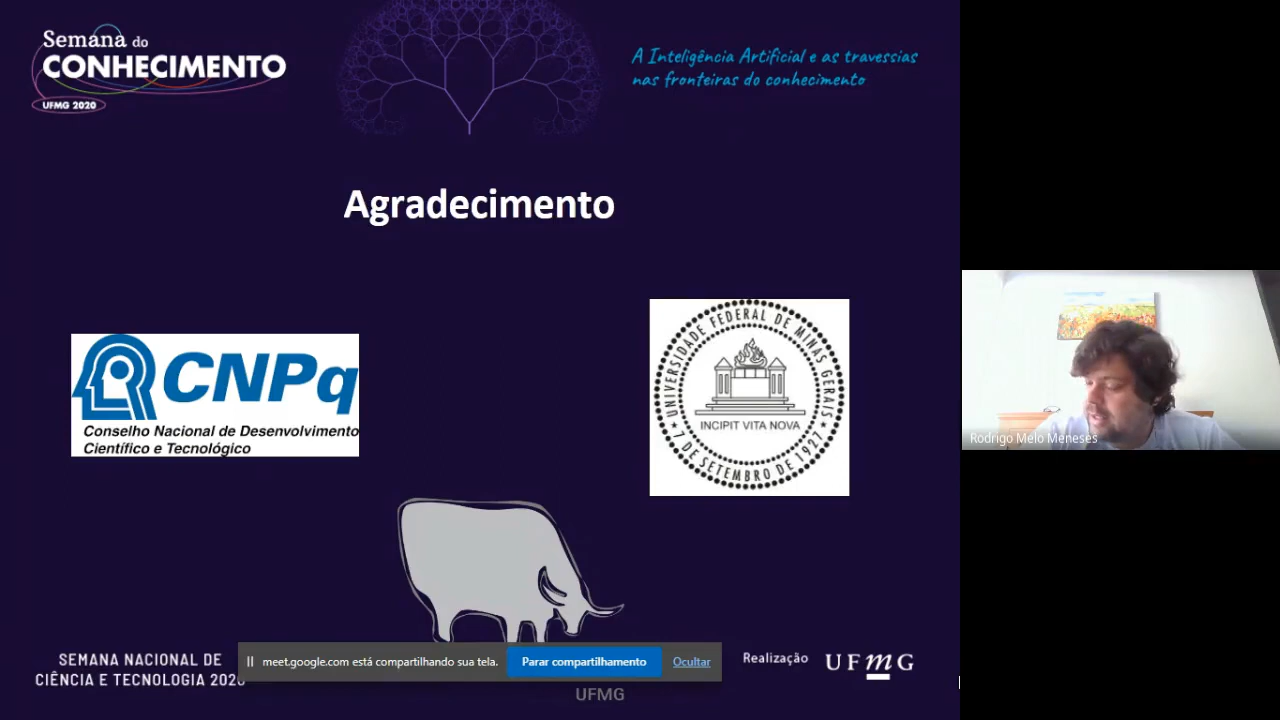 Semana do
CONHECIMENTO
UFMG 2020
A Inteligência Artificial e as travessias
nas fronteiras do conhecimento
Agradecimento
CNPq
Conselho Nacional de Desenvolvimento
Científico e Tecnológico
UNIVERSIDADE FEDERAL DE MINAS GERAIS
INCIPIT VITA NOVA
7 DE SETEMBRO DE 1927
Rodrigo Melo Meneses
SEMANA NACIONAL DE
CIÊNCIA E TECNOLOGIA 2020
meet.google.com está compartilhando sua tela.
Parar compartilhamento
Ocultar
Realização
UFMG
UFMG